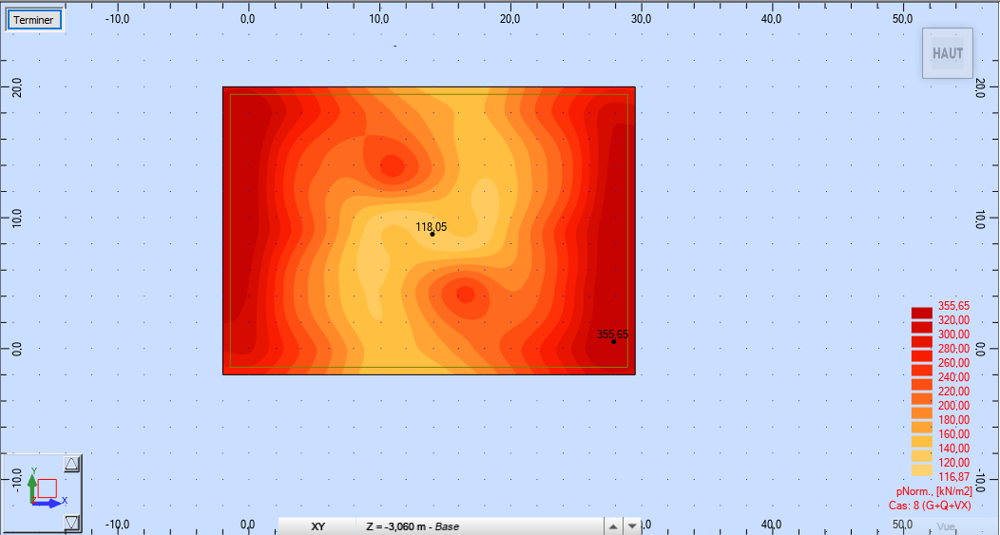 Terminer
-10,0 0,0 10,0 20,0 30,0 40,0 50,0
HAUT
20,0 20,0
10,0 118,05 10,0
355,65
0,0 355,65 0,0
320,00
300,00
280,00
260,00
240,00
220,00
200,00
180,00
160,00
140,00
120,00
116,87
-10,0 -10,0
pNorm., [kN/m2]
Cas: 8 (G+Q+VX)
Y
Z X
-10,0 0,0 30,0 40,0 50,0
XY Z = -3,060 m - Base
Vue